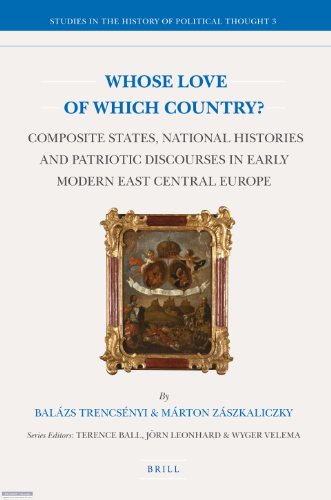 STUDIES IN THE HISTORY OF POLITICAL THOUGHT 3
WHOSE LOVE
OF WHICH COUNTRY?
COMPOSITE STATES, NATIONAL HISTORIES
AND PATRIOTIC DISCOURSES IN EARLY
MODERN EAST CENTRAL EUROPE
By
BALÁZS TRENCSÉNYI & MÁRTON ZÁSZKALICZKY
Series Editors: TERENCE BALL, JÖRN LEONHARD & WYGER VELEMA
BRILL